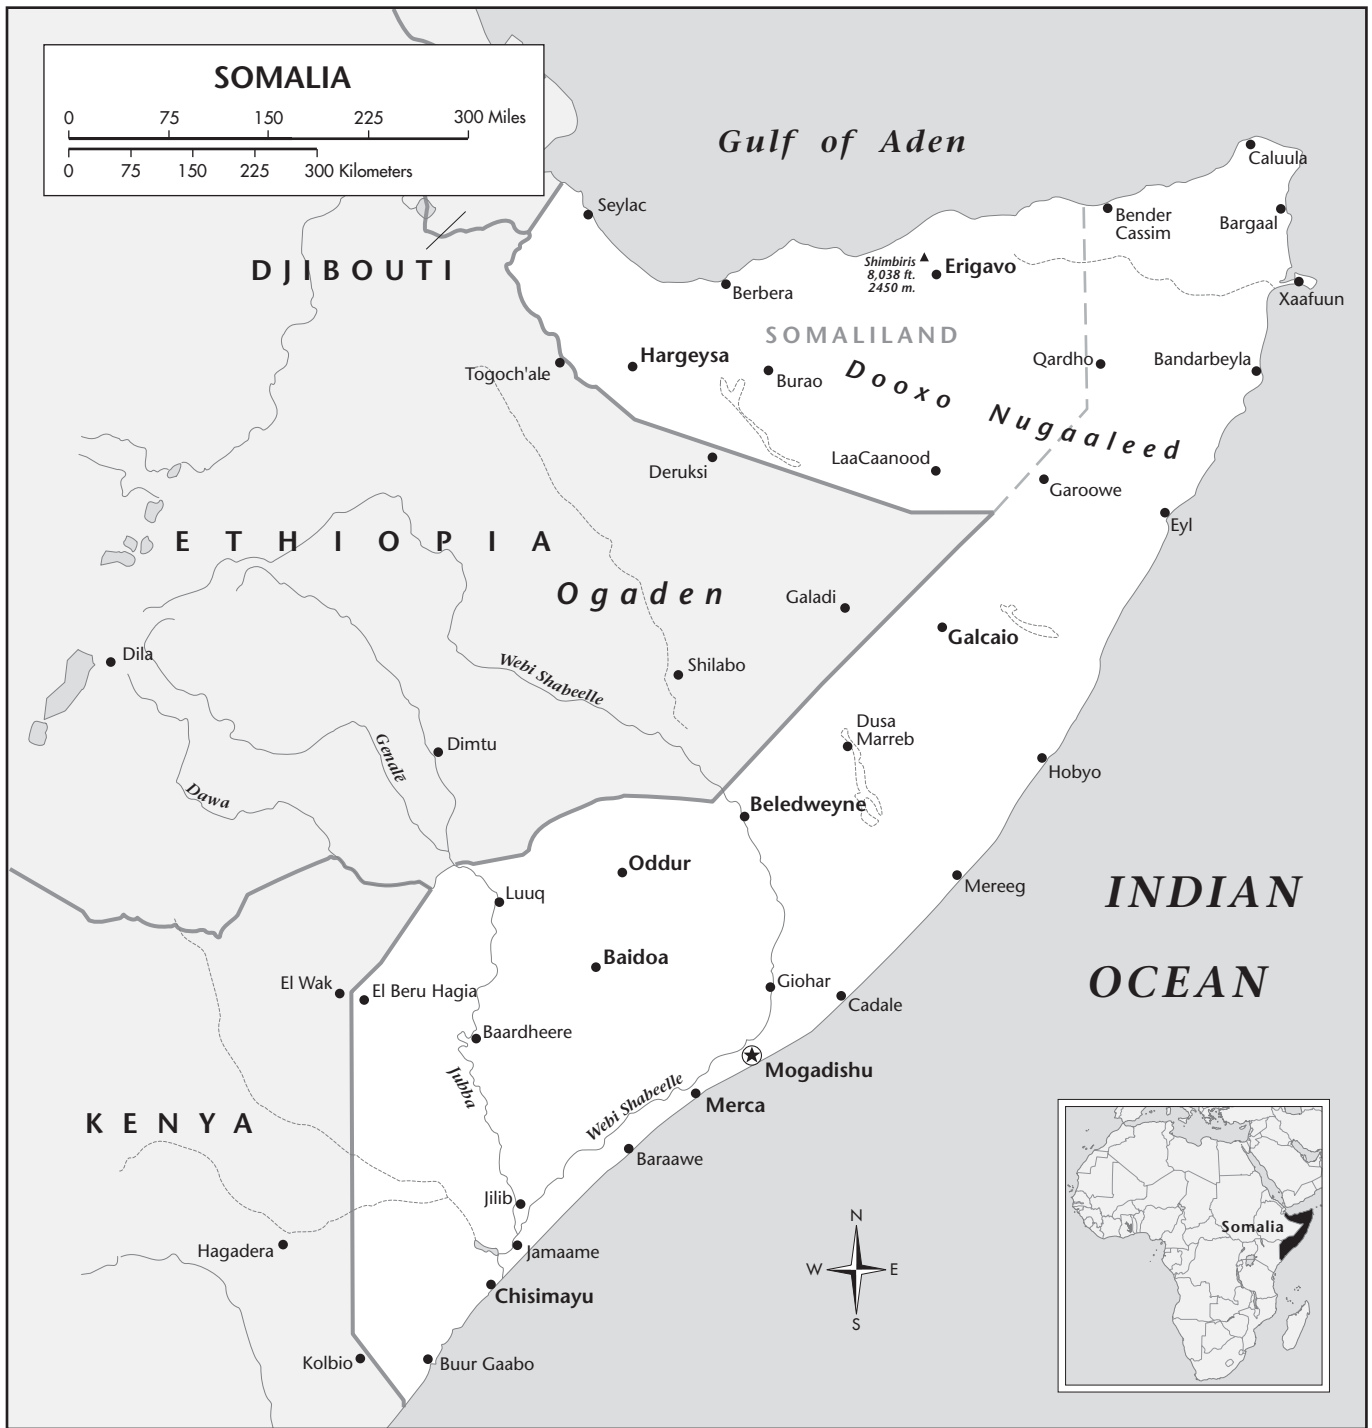 SOMALIA
0 75 150 225 300 Miles
0 75 150 225 300 Kilometers
Gulf of Aden
Caluula
Seylac
Bender
Cassim
Bargaal
DJIBOUTI
Shimbiris
8,038 ft.
2450 m.
Erigavo
Berbera
Xaafuun
SOMALILAND
Hargeysa
Togoch'ale
Burao
Dooxo Nugaaleed
Qardho
Bandarbeyla
Deruksi
LaaCaanood
Garoowe
Eyl
ETHIOPIA
Ogaden
Galadi
Galcaio
Dila
Webi Shabeelle
Shilabo
Dusa
Marreb
Genalē
Dimtu
Hobyo
Dawa
Beledweyne
Oddur
Luuq
Mereeg
INDIAN
OCEAN
Baidoa
El Wak
El Beru Hagia
Giohar
Cadale
Baardheere
Jubba
Mogadishu
Webi Shabeelle
Merca
KENYA
Baraawe
Jilib
Hagadera
Jamaame
Chisimayu
Kolbio
Buur Gaabo
N
W E
S
Somalia